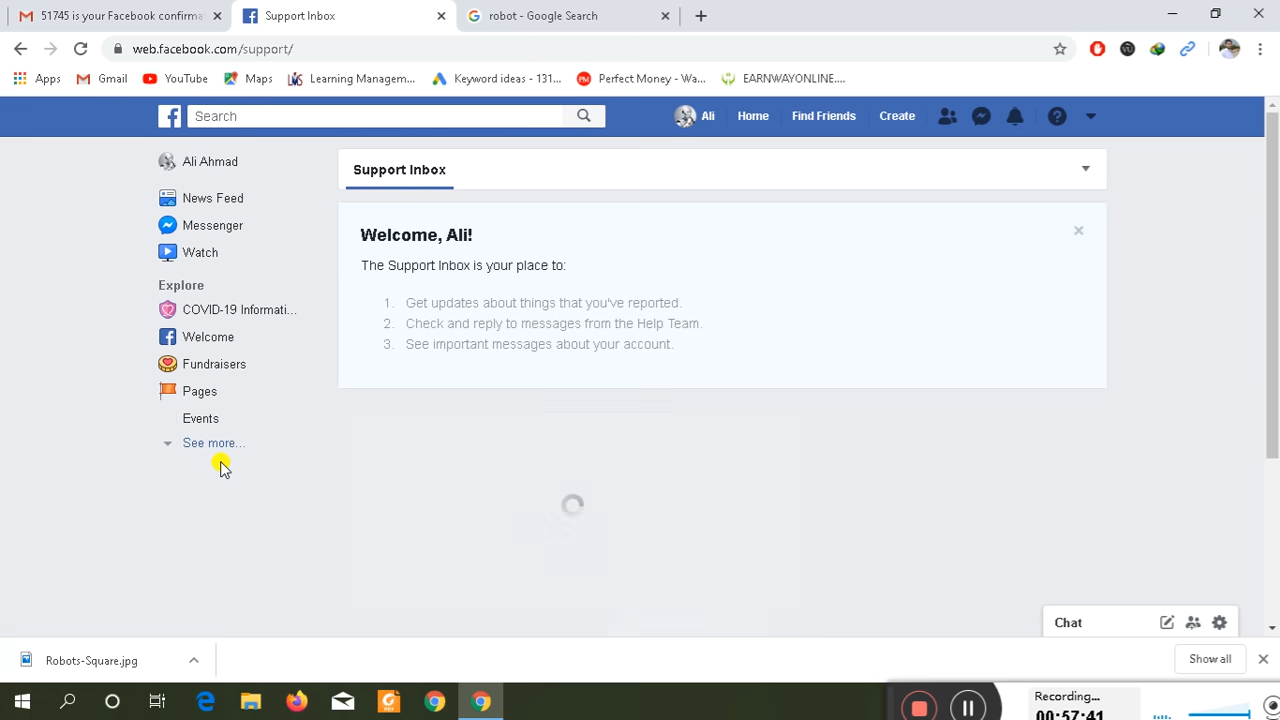 51745 is your Facebook confirma
Support Inbox
robot - Google Search
web.facebook.com/support/
Apps
Gmail
YouTube
Maps
Learning Managem...
Keyword ideas - 131...
Perfect Money - Wa...
EARNWAYONLINE....
Search
Ali
Home
Find Friends
Create
Ali Ahmad
News Feed
Messenger
Watch
Explore
COVID-19 Informati...
Welcome
Fundraisers
Pages
Events
See more...
Support Inbox
Welcome, Ali!
The Support Inbox is your place to:
1. Get updates about things that you've reported.
2. Check and reply to messages from the Help Team.
3. See important messages about your account.
Chat
Robots-Square.jpg
Show all
Recording...
00:57:41